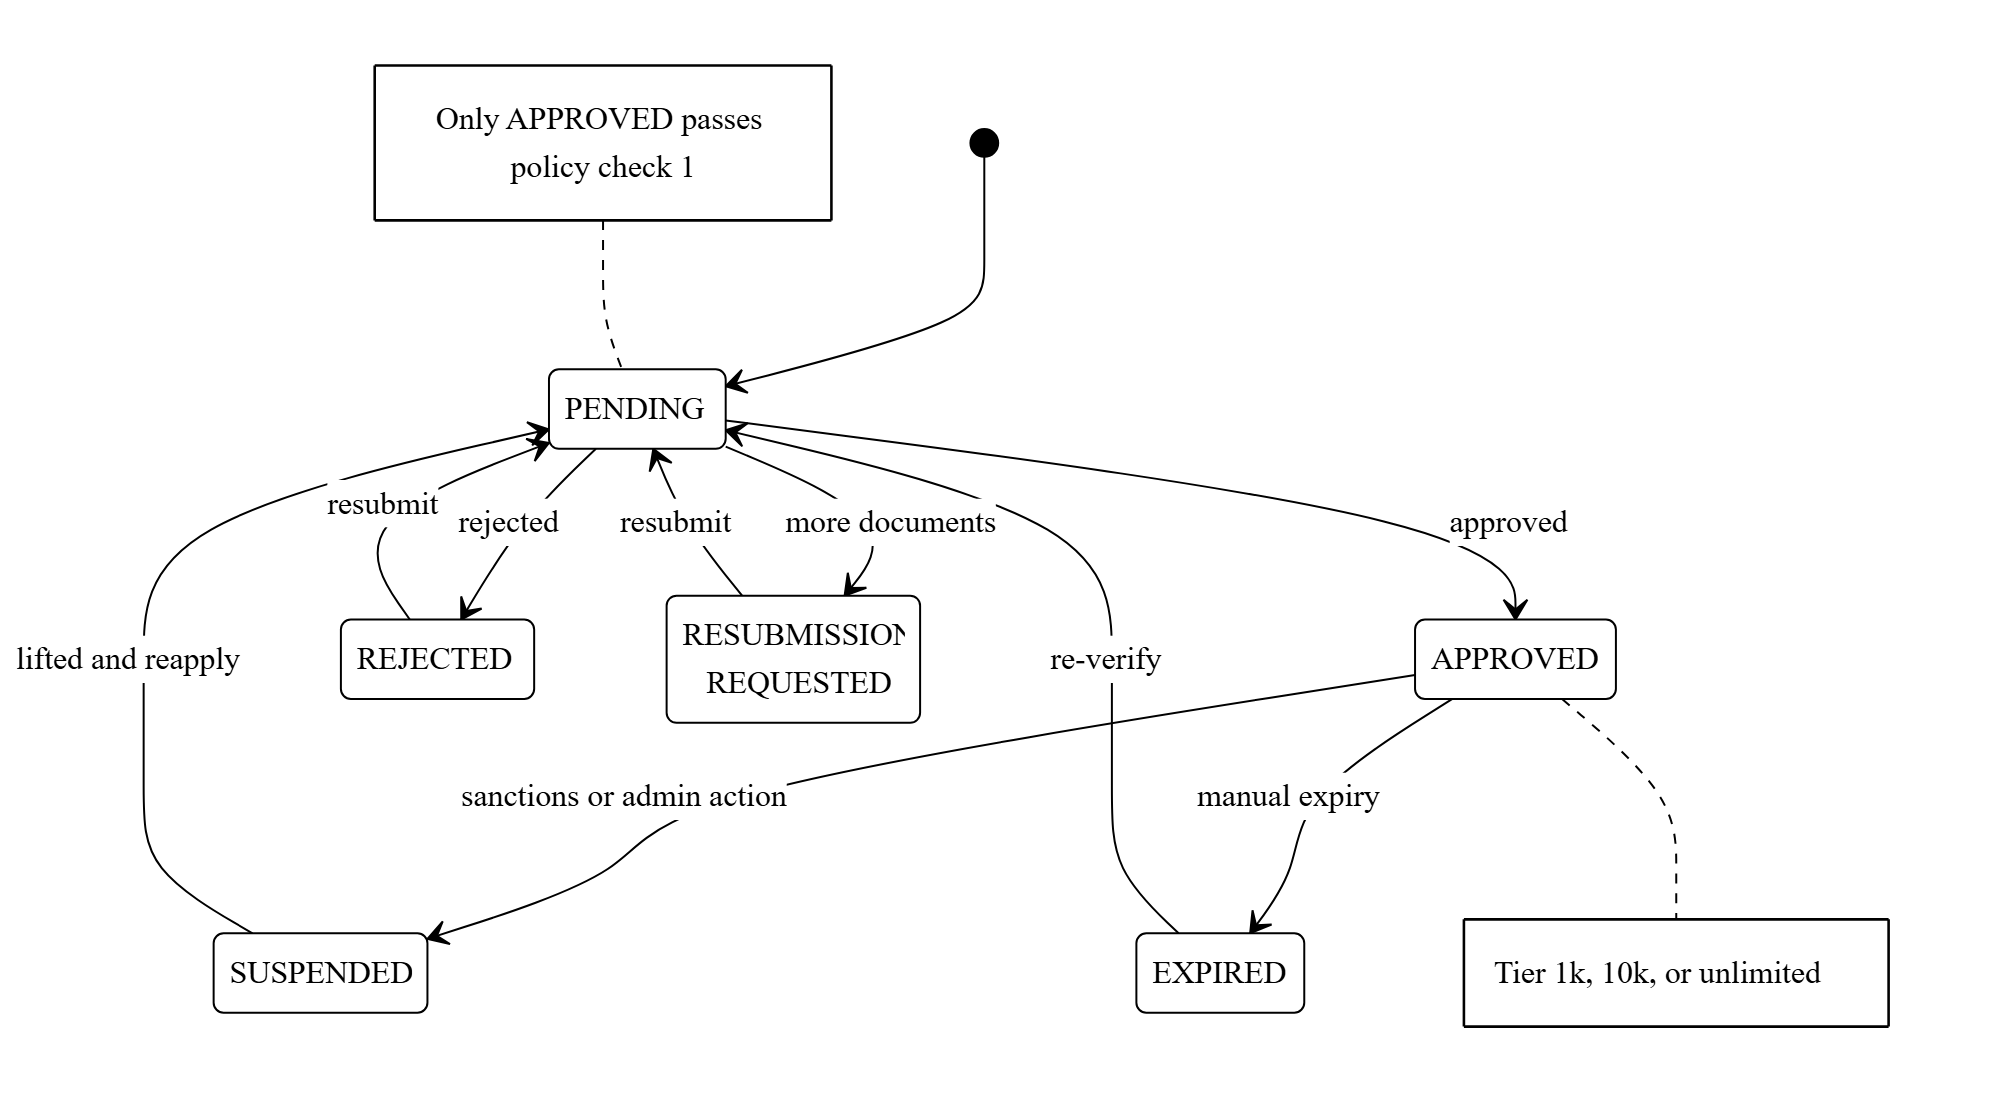 Only APPROVED passes
policy check 1
PENDING
resubmit
rejected
resubmit
more documents
approved
lifted and reapply
REJECTED
RESUBMISSION
REQUESTED
re-verify
APPROVED
sanctions or admin action
manual expiry
SUSPENDED
EXPIRED
Tier 1k, 10k, or unlimited